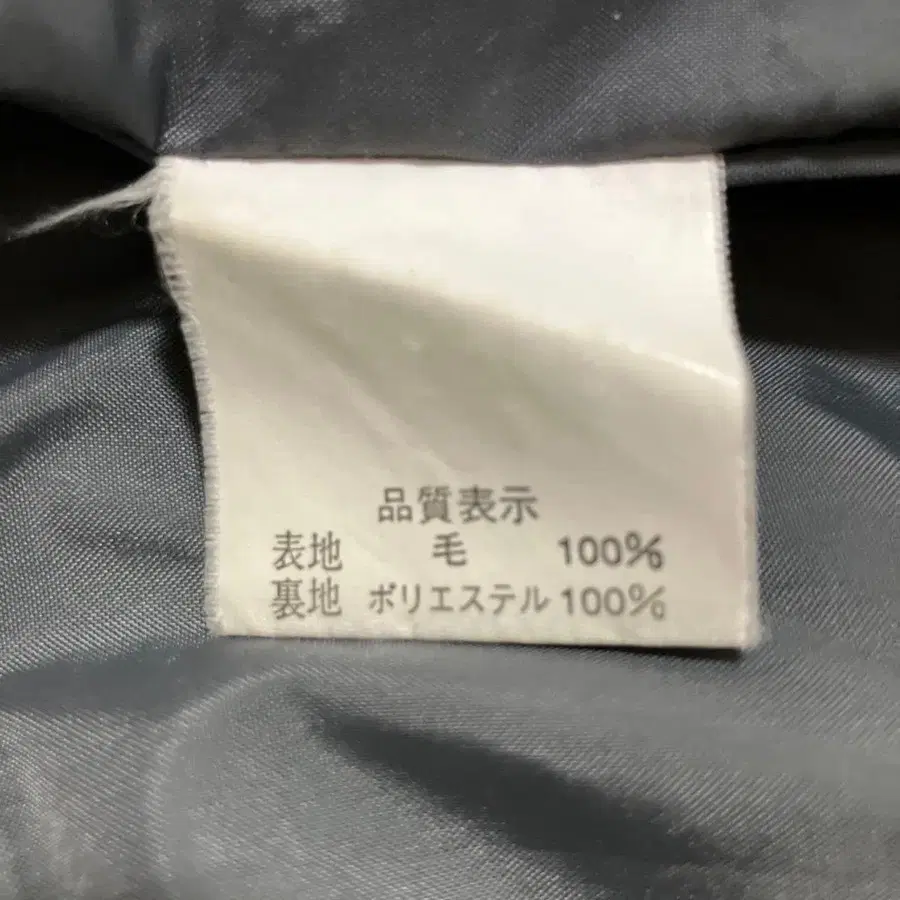 品質表示
表地 毛 100%
裏地 ポリエステル 100%